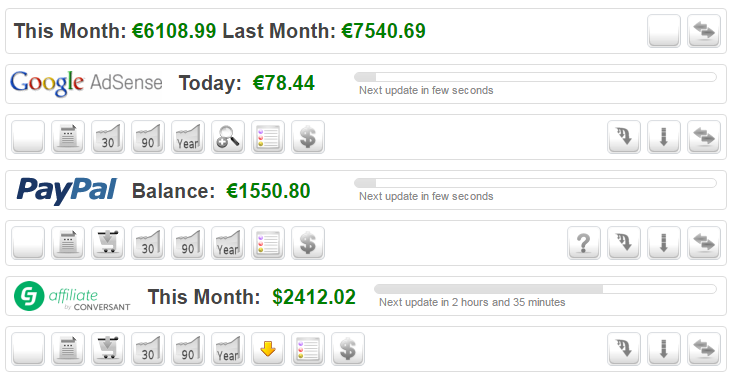 This Month: €6108.99 Last Month: €7540.69
Google AdSense Today: €78.44
Next update in few seconds
30 90 Year $
PayPal Balance: €1550.80
Next update in few seconds
30 90 Year $ ?
cj affiliate by CONVERSANT This Month: $2412.02
Next update in 2 hours and 35 minutes
30 90 Year $